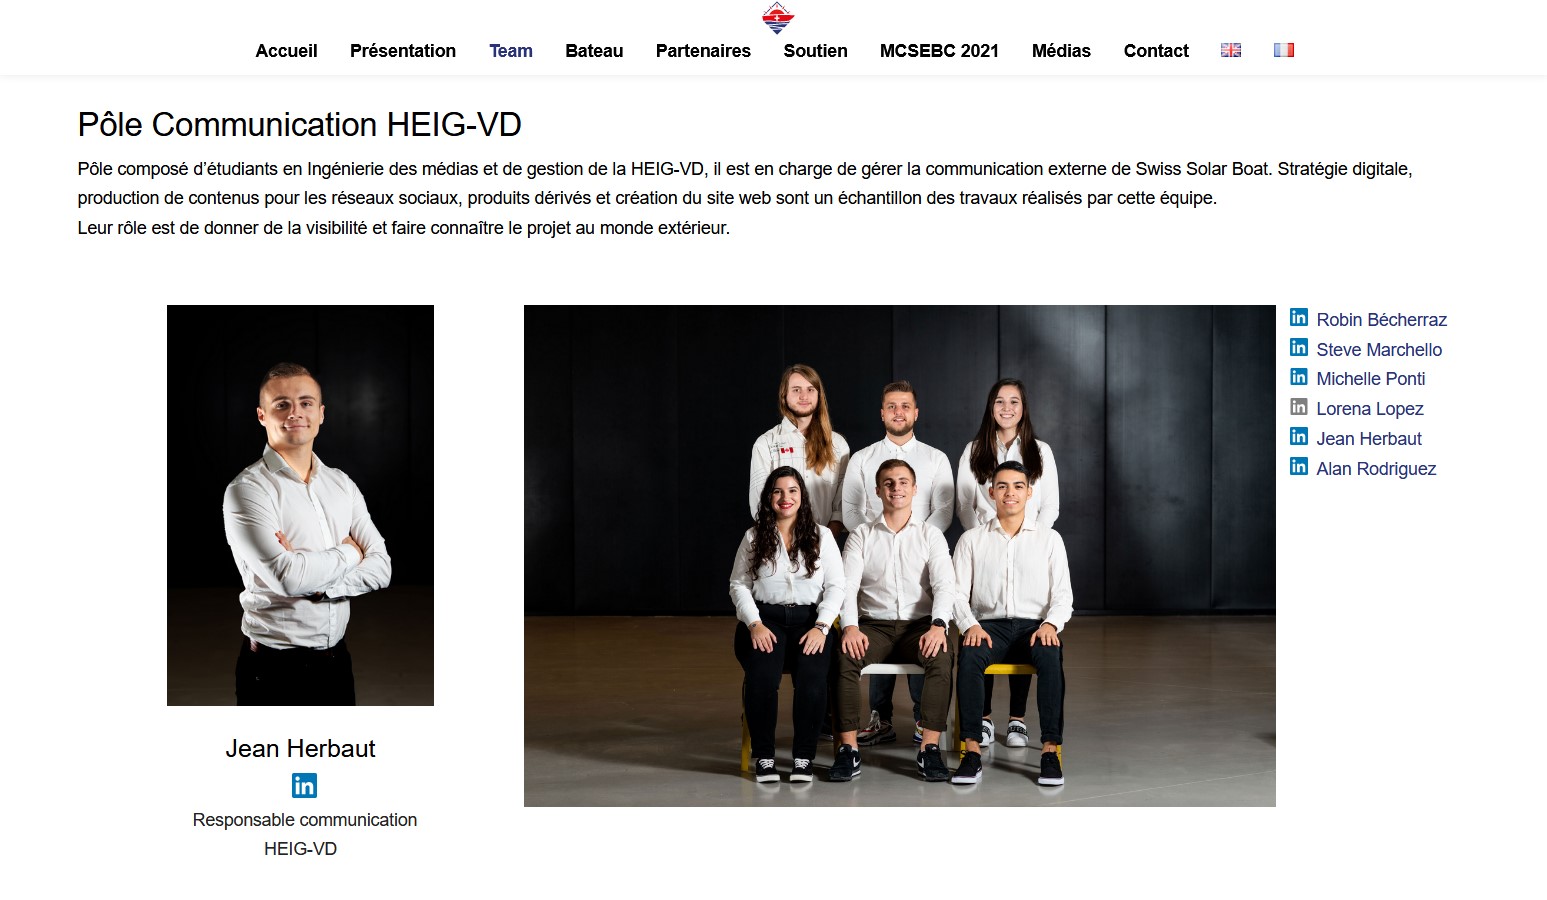 Accueil Présentation Team Bateau Partenaires Soutien MCSEBC 2021 Médias Contact
Pôle Communication HEIG-VD
Pôle composé d’étudiants en Ingénierie des médias et de gestion de la HEIG-VD, il est en charge de gérer la communication externe de Swiss Solar Boat. Stratégie digitale,
production de contenus pour les réseaux sociaux, produits dérivés et création du site web sont un échantillon des travaux réalisés par cette équipe.
Leur rôle est de donner de la visibilité et faire connaître le projet au monde extérieur.
in Robin Bécherraz
in Steve Marchello
in Michelle Ponti
in Lorena Lopez
in Jean Herbaut
in Alan Rodriguez
Jean Herbaut
in
Responsable communication
HEIG-VD